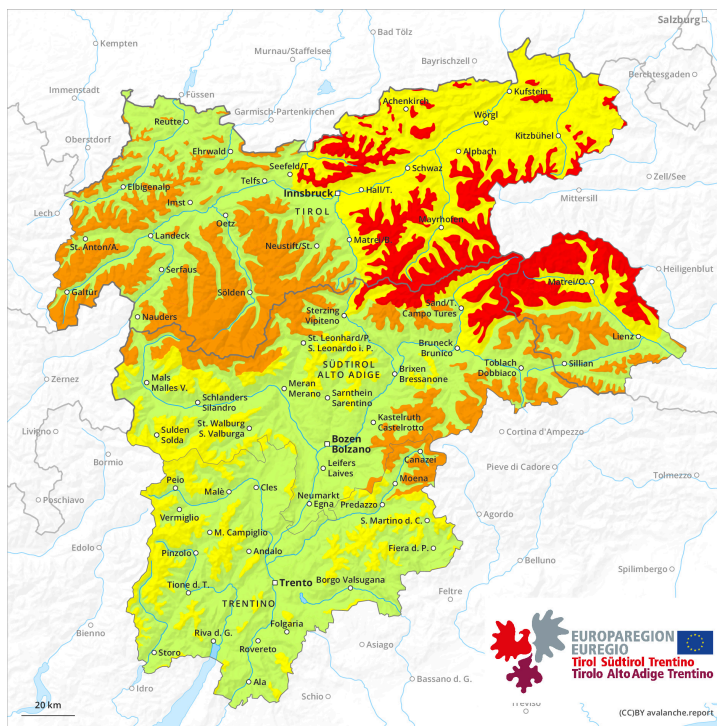 Salzburg
Kempten
Bad Tölz
Murnau/Staffelsee
Bayrischzell
Berchtesgaden
Immenstadt
Füssen
Achenkirch
Kufstein
Garmisch-Partenkirchen
Reutte
Wörgl
Oberstdorf
Kitzbühel
Ehrwald
Seefeld/T.
Alpbach
Schwaz
Zell/See
Telfs
Elbigenalp
Innsbruck
Hall/T.
Mittersill
Imst
Lech
TIROL
Oetz
Mayrhofen
St. Anton/A.
Landeck
Neustift/St.
Matrei/B.
Heiligenblut
Serfaus
Matrei/O.
Galtür
Sölden
Sand/T.
Campo Tures
Nauders
Sterzing
Vipiteno
Lienz
St. Leonhard/P.
S. Leonardo i. P.
Bruneck
Brunico
Toblach
Dobbiaco
Sillian
SÜDTIROL
ALTO ADIGE
Brixen
Bressanone
Zernez
Mals
Malles V.
Meran
Merano
Schlanders
Silandro
Sarnthein
Sarentino
Livigno
St. Walburg
S. Valburga
Kastelruth
Castelrotto
Sulden
Solda
Cortina d'Ampezzo
Bozen
Bolzano
Bormio
Canazei
Pieve di Cadore
Leifers
Laives
Tolmezzo
Poschiavo
Peio
Malè
Cles
Moena
Neumarkt
Egna
Predazzo
Vermiglio
Agordo
S. Martino d. C.
M. Campiglio
Edolo
Pinzolo
Andalo
Fiera d. P.
Belluno
Spilimbergo
Tione d. T.
Trento
Borgo Valsugana
Feltre
TRENTINO
Folgaria
Bienno
Riva d. G.
Rovereto
Asiago
Storo
Bassano d. G.
Idro
Ala
Schio
Treviso
EUROPAREGION
EUREGIO
Tirol Südtirol Trentino
Tirolo Alto Adige Trentino
20 km
(CC)BY avalanche.report